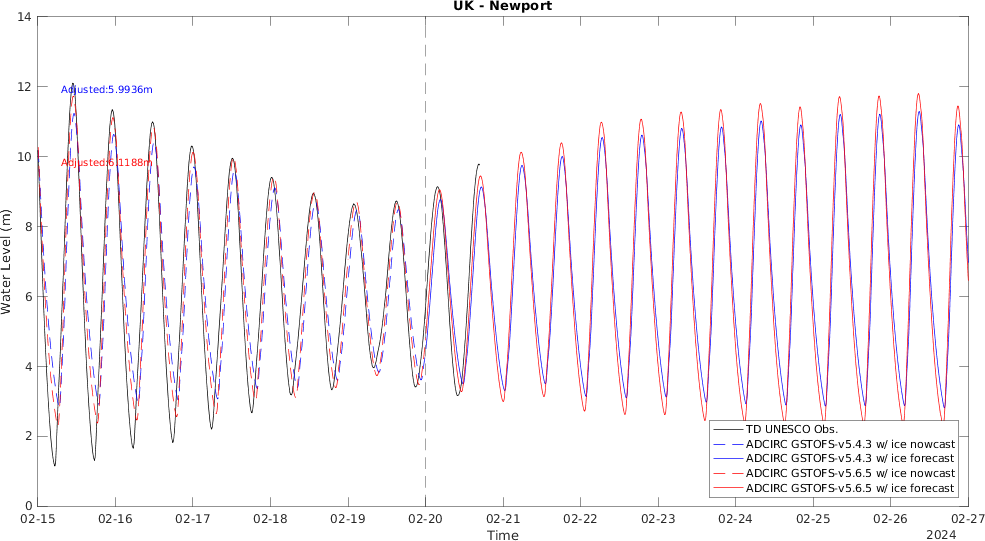 UK - Newport
14
12
10
8
6
4
2
0
Water Level (m)
Adjusted:5.9936m
Adjusted:6.1188m
TD UNESCO Obs.
ADCIRC GSTOFS-v5.4.3 w/ ice nowcast
ADCIRC GSTOFS-v5.4.3 w/ ice forecast
ADCIRC GSTOFS-v5.6.5 w/ ice nowcast
ADCIRC GSTOFS-v5.6.5 w/ ice forecast
02-15 02-16 02-17 02-18 02-19 02-20 02-21 02-22 02-23 02-24 02-25 02-26 02-27
Time
2024